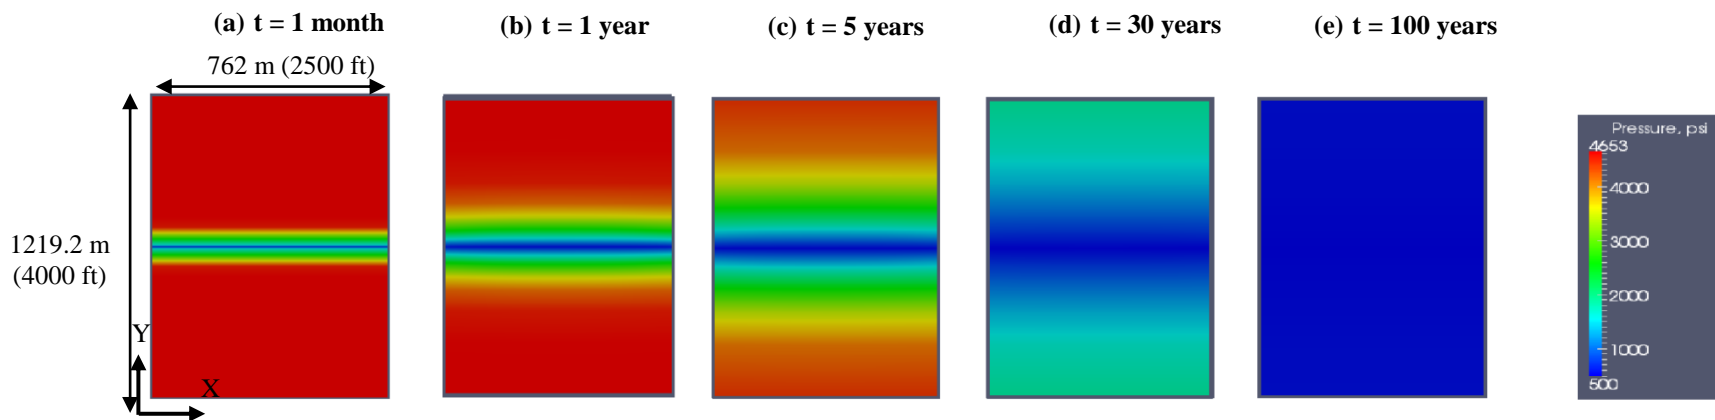 (a) t = 1 month
(b) t = 1 year
(c) t = 5 years
(d) t = 30 years
(e) t = 100 years
762 m (2500 ft)
1219.2 m
(4000 ft)
Y
X
Pressure, psi
4653
4000
3000
2000
1000
500